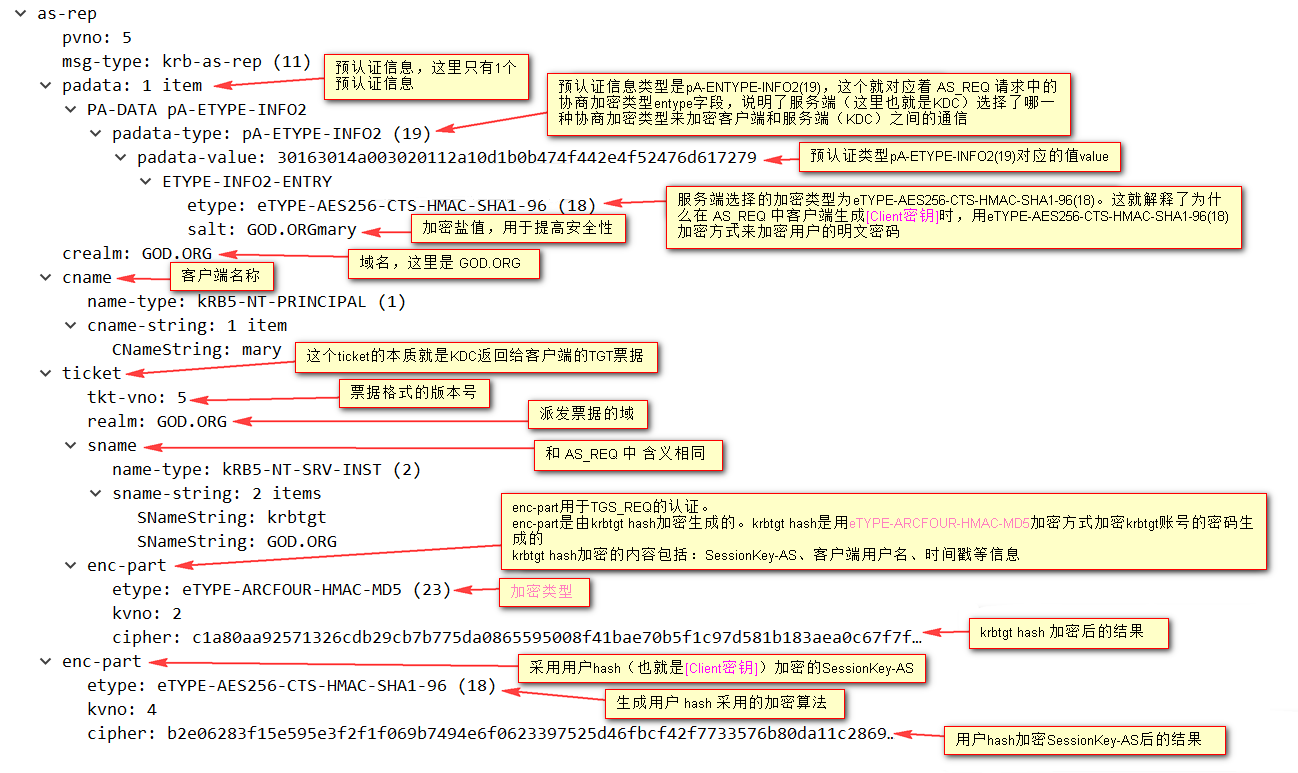 as-rep
pvno: 5
msg-type: krb-as-rep (11)
预认证信息，这里只有1个
预认证信息
padata: 1 item
预认证信息类型是pA-ENTYPE-INFO2(19)，这个就对应着 AS_REQ 请求中的
协商加密类型entype字段，说明了服务端（这里也就是KDC）选择了哪一
种协商加密类型来加密客户端和服务端（KDC）之间的通信
PA-DATA pA-ETYPE-INFO2
padata-type: pA-ETYPE-INFO2 (19)
padata-value: 30163014a003020112a10d1b0b474f442e4f52476d617279
预认证类型pA-ETYPE-INFO2(19)对应的值value
ETYPE-INFO2-ENTRY
etype: eTYPE-AES256-CTS-HMAC-SHA1-96 (18)
服务端选择的加密类型为eTYPE-AES256-CTS-HMAC-SHA1-96(18)。这就解释了为什
么在 AS_REQ 中客户端生成[Client密钥]时，用eTYPE-AES256-CTS-HMAC-SHA1-96(18)
加密方式来加密用户的明文密码
salt: GOD.ORGmary
加密盐值，用于提高安全性
crealm: GOD.ORG
域名，这里是 GOD.ORG
cname
客户端名称
name-type: kRB5-NT-PRINCIPAL (1)
cname-string: 1 item
CNameString: mary
这个ticket的本质就是KDC返回给客户端的TGT票据
ticket
tkt-vno: 5
票据格式的版本号
realm: GOD.ORG
派发票据的域
sname
和 AS_REQ 中 含义相同
name-type: kRB5-NT-SRV-INST (2)
sname-string: 2 items
SNameString: krbtgt
SNameString: GOD.ORG
enc-part用于TGS_REQ的认证。
enc-part是由krbtgt hash加密生成的。krbtgt hash是用eTYPE-ARCFOUR-HMAC-MD5加密方式加密krbtgt账号的密码生
成的
krbtgt hash加密的内容包括：SessionKey-AS、客户端用户名、时间戳等信息
enc-part
etype: eTYPE-ARCFOUR-HMAC-MD5 (23)
加密类型
kvno: 2
cipher: c1a80aa92571326cdb29cb7b775da0865595008f41bae70b5f1c97d581b183aea0c67f7f…
krbtgt hash 加密后的结果
enc-part
采用用户hash（也就是[Client密钥]）加密的SessionKey-AS
etype: eTYPE-AES256-CTS-HMAC-SHA1-96 (18)
生成用户 hash 采用的加密算法
kvno: 4
cipher: b2e06283f15e595e3f2f1f069b7494e6f0623397525d46fbcf42f7733576b80da11c2869…
用户hash加密SessionKey-AS后的结果